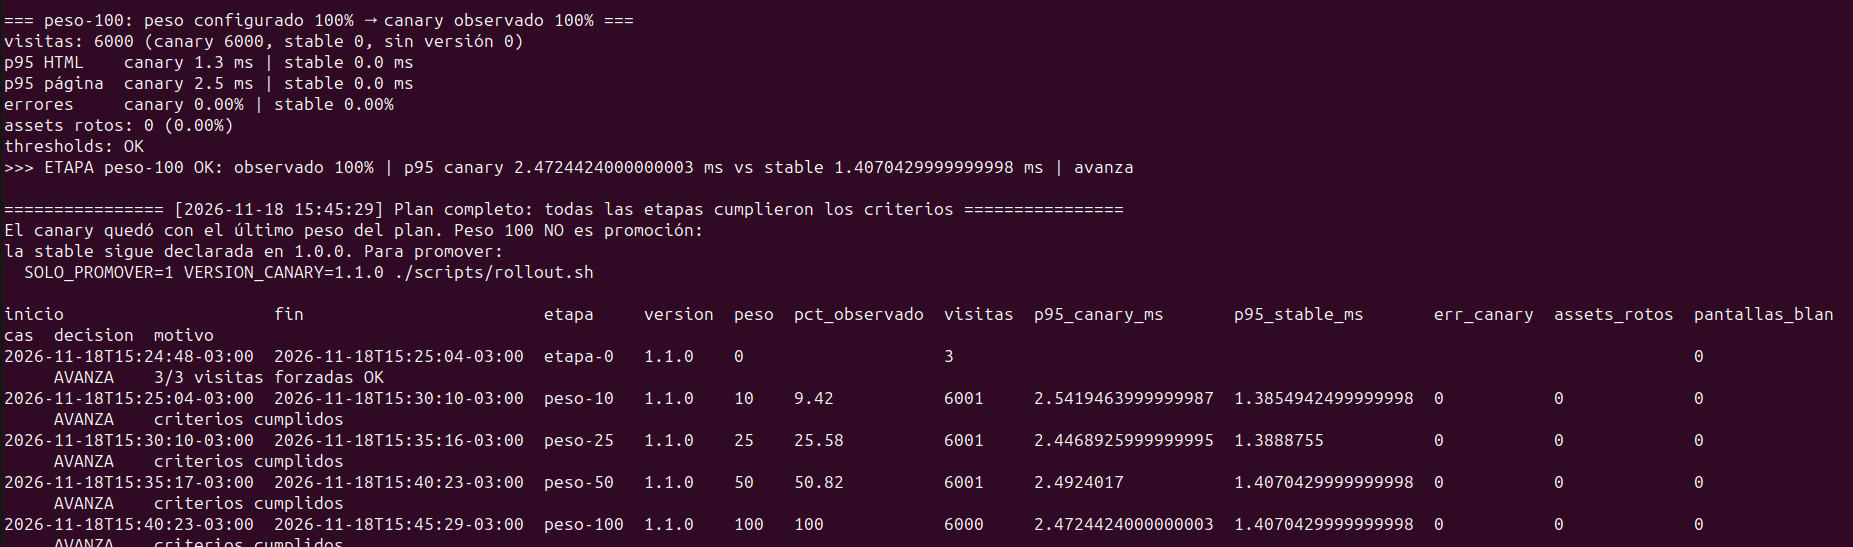 === peso-100: peso configurado 100% → canary observado 100% ===
visitas: 6000 (canary 6000, stable 0, sin versión 0)
p95 HTML    canary 1.3 ms | stable 0.0 ms
p95 página  canary 2.5 ms | stable 0.0 ms
errores     canary 0.00% | stable 0.00%
assets rotos: 0 (0.00%)
thresholds: OK
>>> ETAPA peso-100 OK: observado 100% | p95 canary 2.4724424000000003 ms vs stable 1.4070429999999998 ms | avanza
================ [2026-11-18 15:45:29] Plan completo: todas las etapas cumplieron los criterios ================
El canary quedó con el último peso del plan. Peso 100 NO es promoción:
la stable sigue declarada en 1.0.0. Para promover:
  SOLO_PROMOVER=1 VERSION_CANARY=1.1.0 ./scripts/rollout.sh
inicio                     fin                        etapa     version  peso  pct_observado  visitas  p95_canary_ms       p95_stable_ms       err_canary  assets_rotos  pantallas_blan
cas  decision  motivo
2026-11-18T15:24:48-03:00  2026-11-18T15:25:04-03:00  etapa-0   1.1.0    0                    3                                                                          0
     AVANZA    3/3 visitas forzadas OK
2026-11-18T15:25:04-03:00  2026-11-18T15:30:10-03:00  peso-10   1.1.0    10    9.42           6001     2.5419463999999987  1.3854942499999998  0           0             0
     AVANZA    criterios cumplidos
2026-11-18T15:30:10-03:00  2026-11-18T15:35:16-03:00  peso-25   1.1.0    25    25.58          6001     2.4468925999999995  1.3888755           0           0             0
     AVANZA    criterios cumplidos
2026-11-18T15:35:17-03:00  2026-11-18T15:40:23-03:00  peso-50   1.1.0    50    50.82          6001     2.4924017           1.4070429999999998  0           0             0
     AVANZA    criterios cumplidos
2026-11-18T15:40:23-03:00  2026-11-18T15:45:29-03:00  peso-100  1.1.0    100   100            6000     2.4724424000000003  1.4070429999999998  0           0             0
     AVANZA    criterios cumplidos